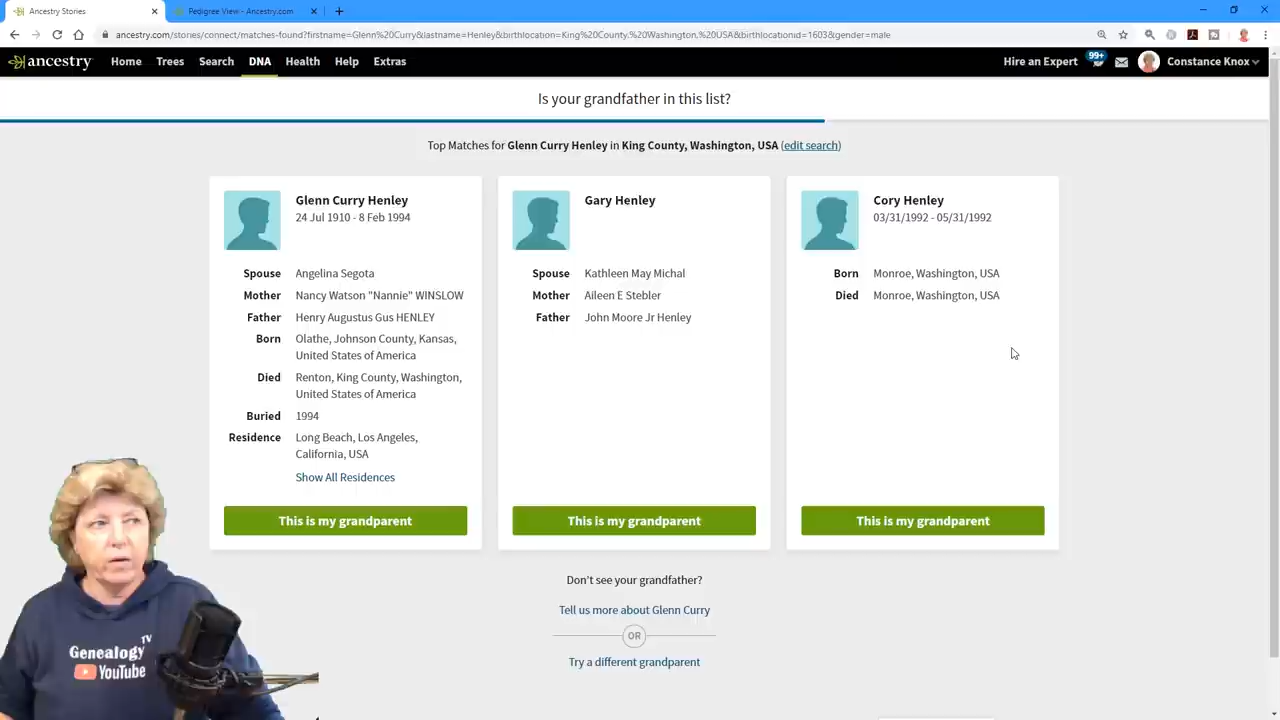 Ancestry Stories
Pedigree View - Ancestry.com
ancestry.com/stories/connect/matches-found?firstname=Glenn%20Curry&lastname=Henley&birthlocation=King%20County,%20Washington,%20USA&birthlocationid=1603&gender=male
ancestry Home Trees Search DNA Health Help Extras Hire an Expert 99+ Constance Knox
Is your grandfather in this list?
Top Matches for Glenn Curry Henley in King County, Washington, USA (edit search)
Glenn Curry Henley
24 Jul 1910 - 8 Feb 1994
Spouse Angelina Segota
Mother Nancy Watson "Nannie" WINSLOW
Father Henry Augustus Gus HENLEY
Born Olathe, Johnson County, Kansas,
United States of America
Died Renton, King County, Washington,
United States of America
Buried 1994
Residence Long Beach, Los Angeles,
California, USA
Show All Residences
This is my grandparent
Gary Henley
Spouse Kathleen May Michal
Mother Aileen E Stebler
Father John Moore Jr Henley
This is my grandparent
Cory Henley
03/31/1992 - 05/31/1992
Born Monroe, Washington, USA
Died Monroe, Washington, USA
This is my grandparent
Don't see your grandfather?
Tell us more about Glenn Curry
OR
Try a different grandparent
Genealogy TV
YouTube